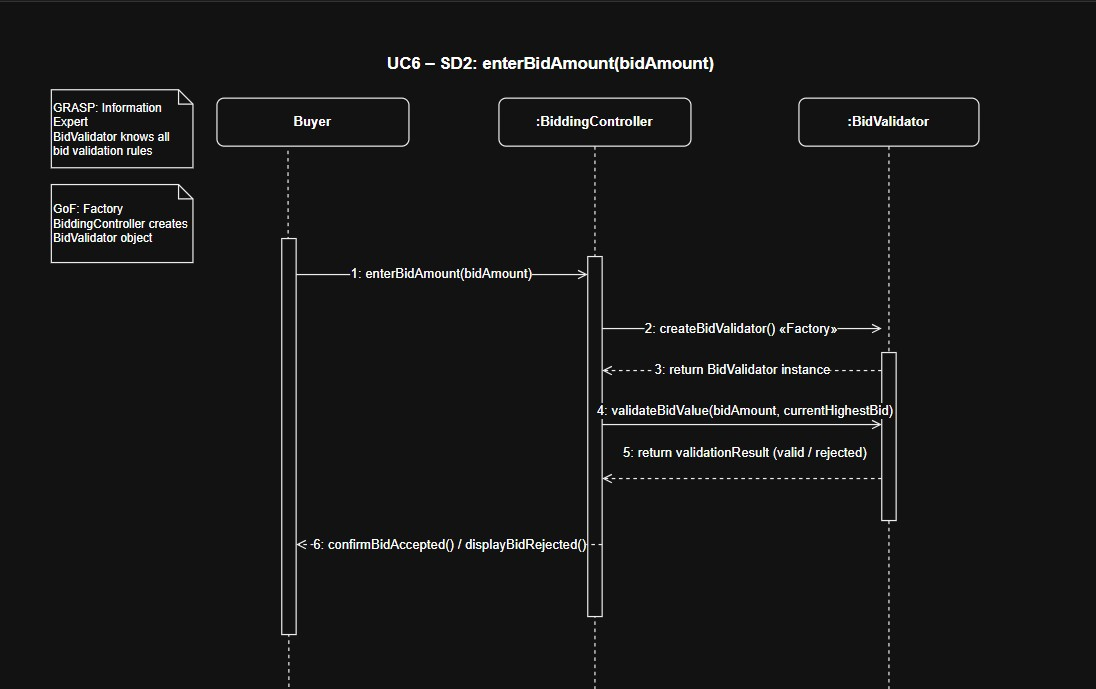 UC6 – SD2: enterBidAmount(bidAmount)
GRASP: Information
Expert
BidValidator knows all
bid validation rules
Buyer
:BiddingController
:BidValidator
GoF: Factory
BiddingController creates
BidValidator object
1: enterBidAmount(bidAmount)
2: createBidValidator() «Factory»
3: return BidValidator instance
4: validateBidValue(bidAmount, currentHighestBid)
5: return validationResult (valid / rejected)
6: confirmBidAccepted() / displayBidRejected()